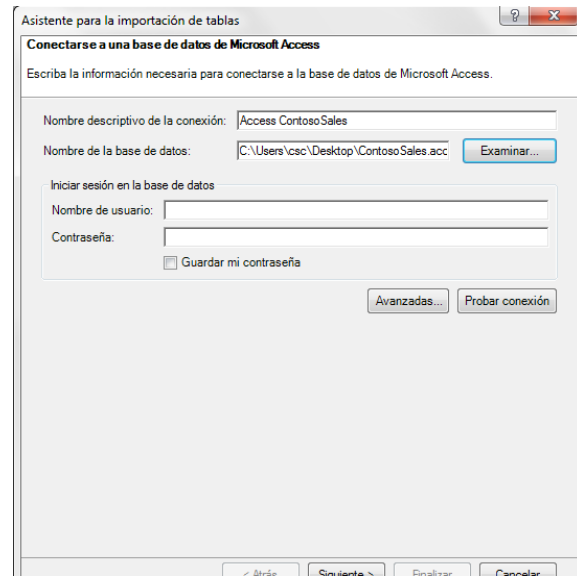 Asistente para la importación de tablas
Conectarse a una base de datos de Microsoft Access
Escriba la información necesaria para conectarse a la base de datos de Microsoft Access.
Nombre descriptivo de la conexión: Access ContosoSales
Nombre de la base de datos: C:\Users\csc\Desktop\ContosoSales.acc Examinar...
Iniciar sesión en la base de datos
Nombre de usuario:
Contraseña:
Guardar mi contraseña
Avanzadas... Probar conexión
< Atrás Siguiente > Finalizar Cancelar